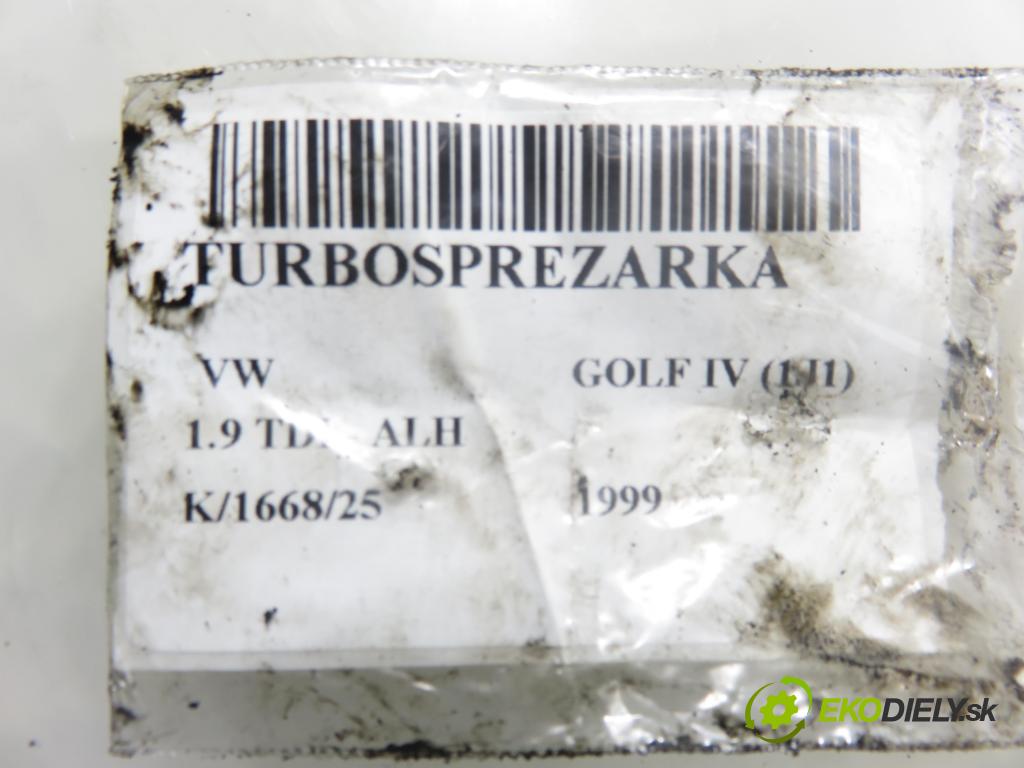 TURBOSPREZARKA
VW GOLF IV (1J1)
1.9 TDI ALH
K/1668/25 1999
EKODIELY.sk